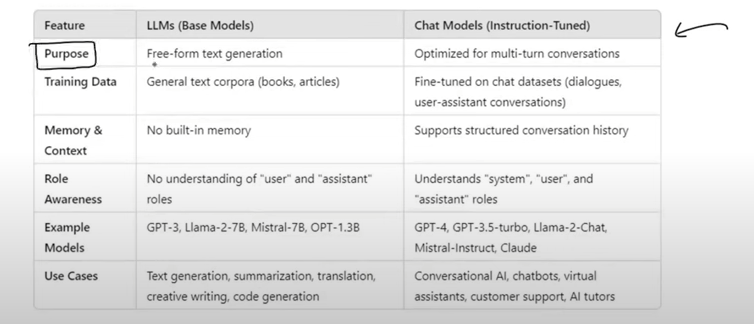 Feature LLMs (Base Models) Chat Models (Instruction-Tuned)
Purpose Free-form text generation Optimized for multi-turn conversations
Training Data General text corpora (books, articles) Fine-tuned on chat datasets (dialogues,
user-assistant conversations)
Memory & No built-in memory Supports structured conversation history
Context
Role No understanding of "user" and "assistant" Understands "system", "user", and
Awareness roles "assistant" roles
Example GPT-3, Llama-2-7B, Mistral-7B, OPT-1.3B GPT-4, GPT-3.5-turbo, Llama-2-Chat,
Models Mistral-Instruct, Claude
Use Cases Text generation, summarization, translation, Conversational AI, chatbots, virtual
creative writing, code generation assistants, customer support, AI tutors